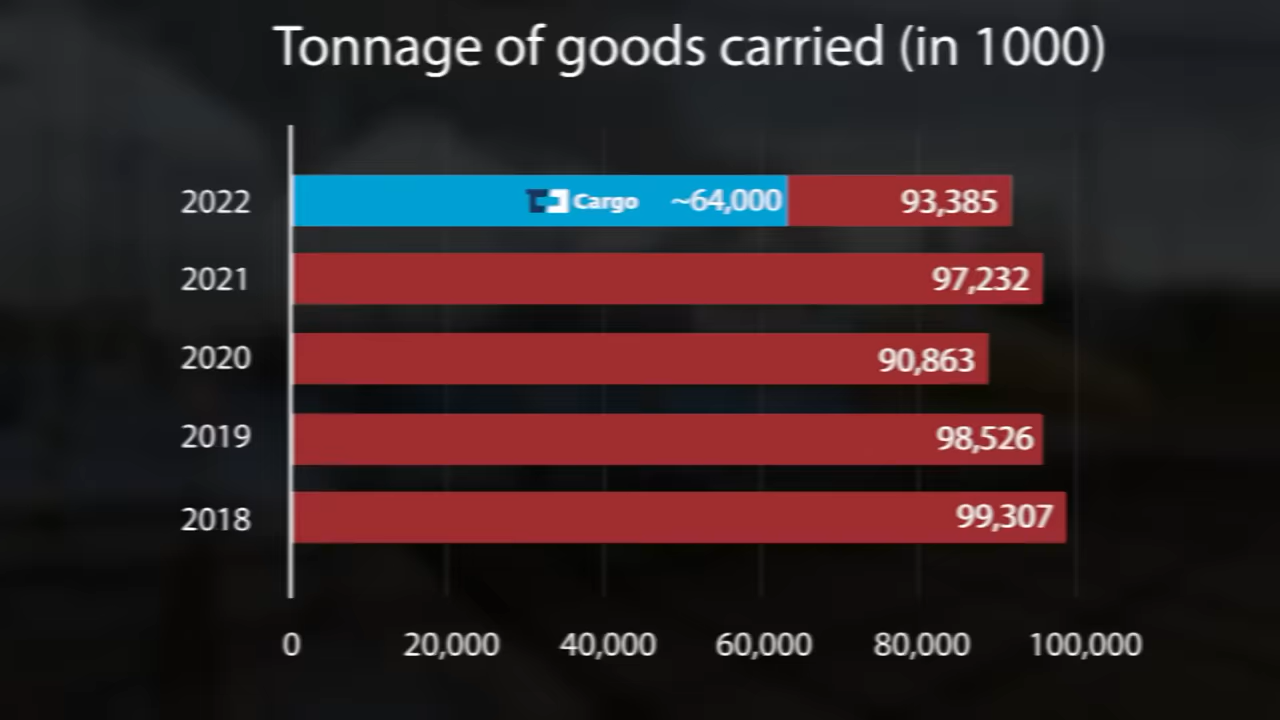 Tonnage of goods carried (in 1000)
2022 Cargo ~64,000 93,385
2021 97,232
2020 90,863
2019 98,526
2018 99,307
0 20,000 40,000 60,000 80,000 100,000